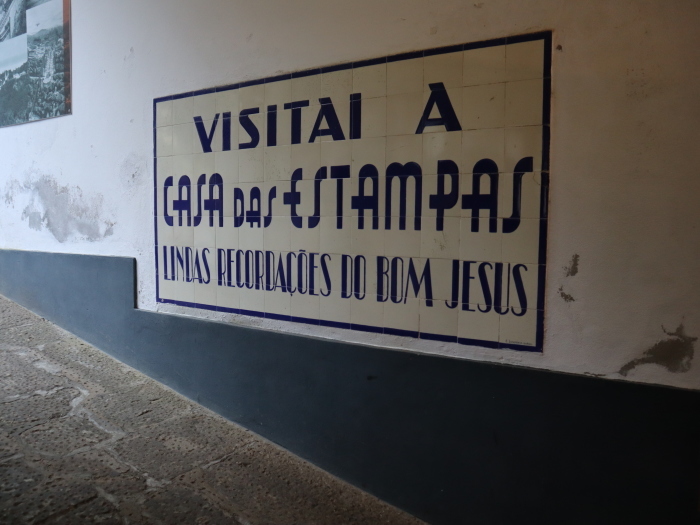 VISITAI A
CASA DAS ESTAMPAS
LINDAS RECORDAÇÕES DO BOM JESUS